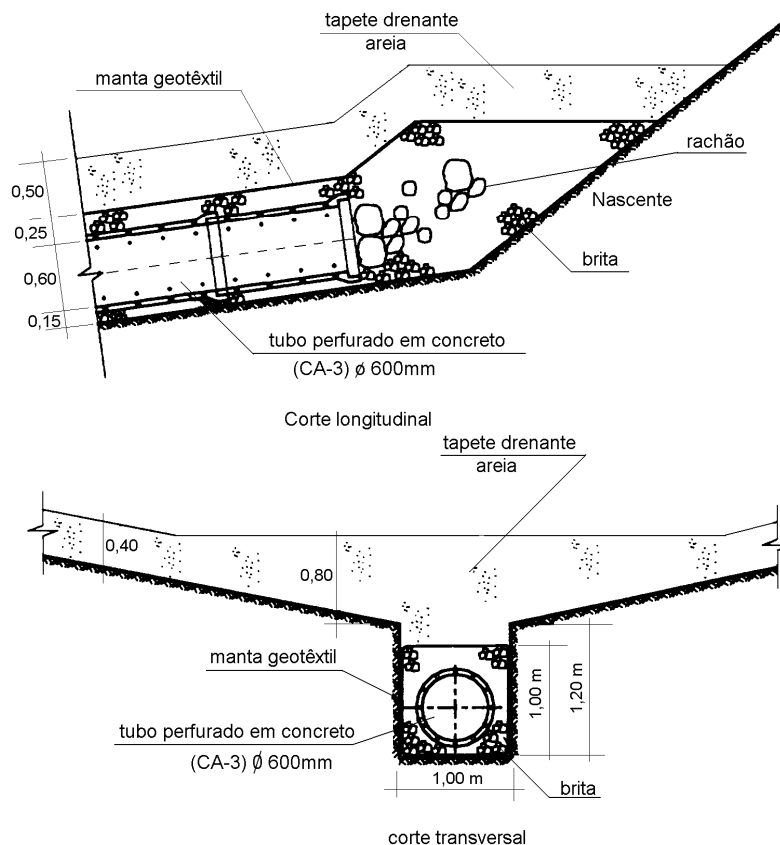 tapete drenante
areia
manta geotêxtil
rachão
0,50
Nascente
0,25
0,60
brita
0,15
tubo perfurado em concreto
(CA-3) ø 600mm
Corte longitudinal
tapete drenante
areia
0,40
0,80
manta geotêxtil
1,00 m
1,20 m
tubo perfurado em concreto
(CA-3) Ø 600mm
1,00 m
brita
corte transversal